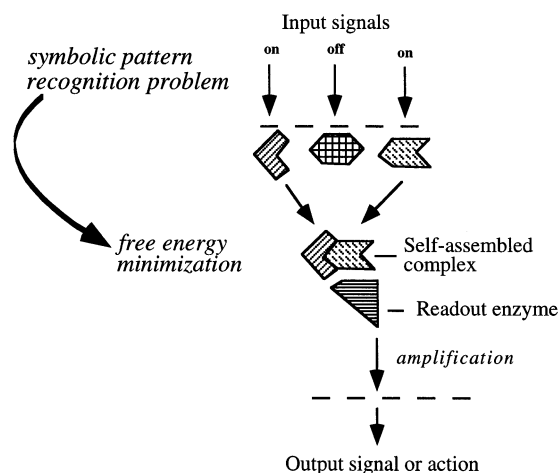 Input signals
on off on
symbolic pattern
recognition problem
free energy
minimization
Self-assembled
complex
Readout enzyme
amplification
Output signal or action